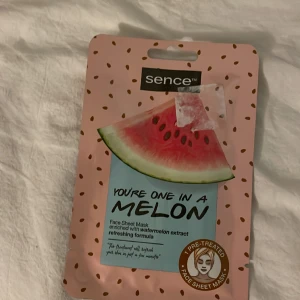 sence
YOU'RE ONE IN A
MELON
Face Sheet Mask
enriched with watermelon extract
refreshing formula
1 PRE-TREATED
FACE SHEET MASK